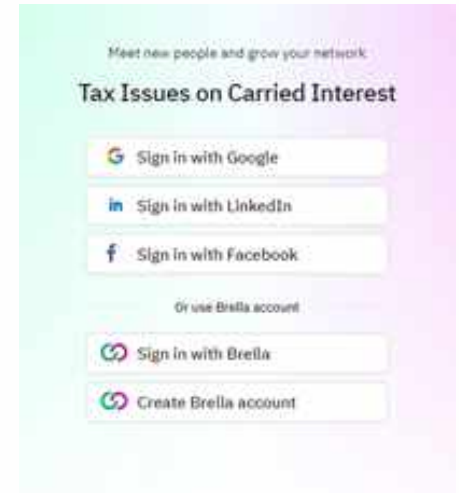 Meet new people and grow your network
Tax Issues on Carried Interest
Sign in with Google
in Sign in with LinkedIn
f Sign in with Facebook
Or use Brella account
Sign in with Brella
Create Brella account